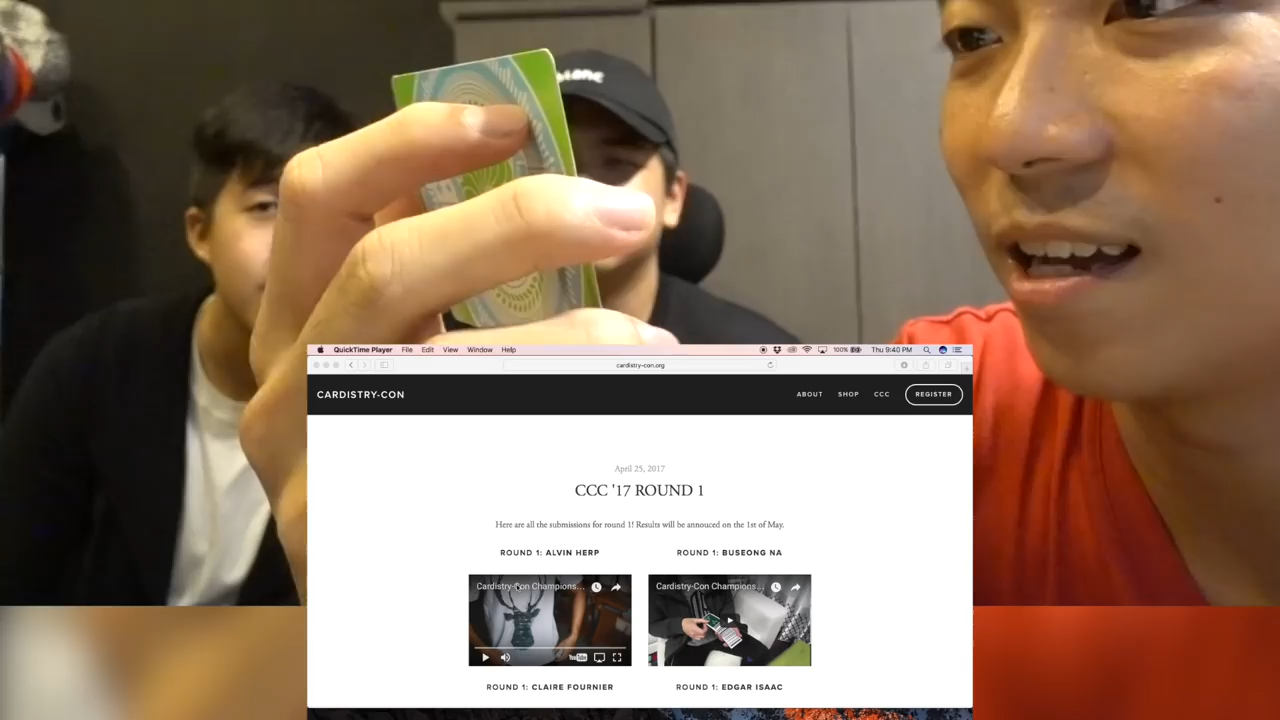 QuickTime Player File Edit View Window Help 100% Thu 9:40 PM
cardistry-con.org
CARDISTRY-CON ABOUT SHOP CCC REGISTER
April 25, 2017
CCC '17 ROUND 1
Here are all the submissions for round 1! Results will be annouced on the 1st of May.
ROUND 1: ALVIN HERP
ROUND 1: BUSEONG NA
Cardistry-Con Champions...
Cardistry-Con Champions...
YouTube
ROUND 1: CLAIRE FOURNIER
ROUND 1: EDGAR ISAAC